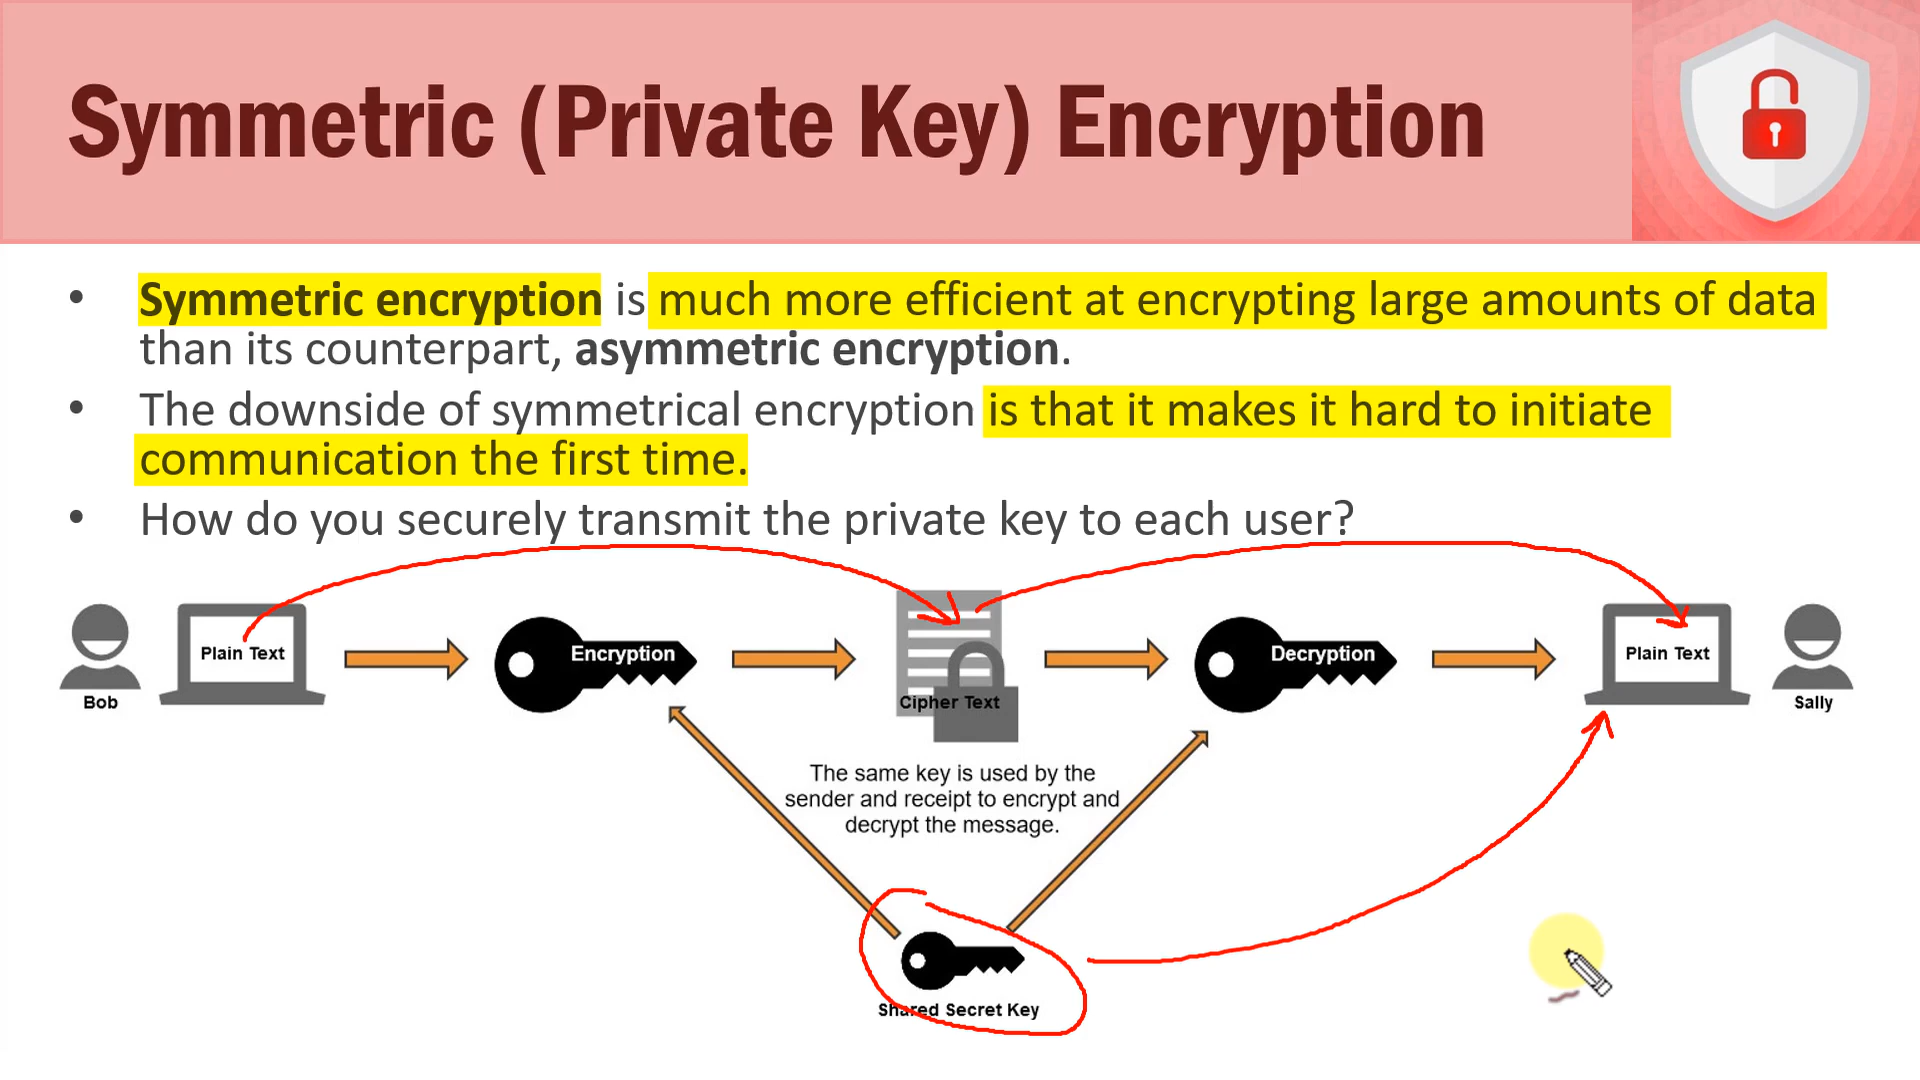 Symmetric (Private Key) Encryption
• Symmetric encryption is much more efficient at encrypting large amounts of data
than its counterpart, asymmetric encryption.
• The downside of symmetrical encryption is that it makes it hard to initiate
communication the first time.
• How do you securely transmit the private key to each user?
Plain Text
Encryption
Decryption
Plain Text
Bob
Cipher Text
Sally
The same key is used by the
sender and receipt to encrypt and
decrypt the message.
Shared Secret Key